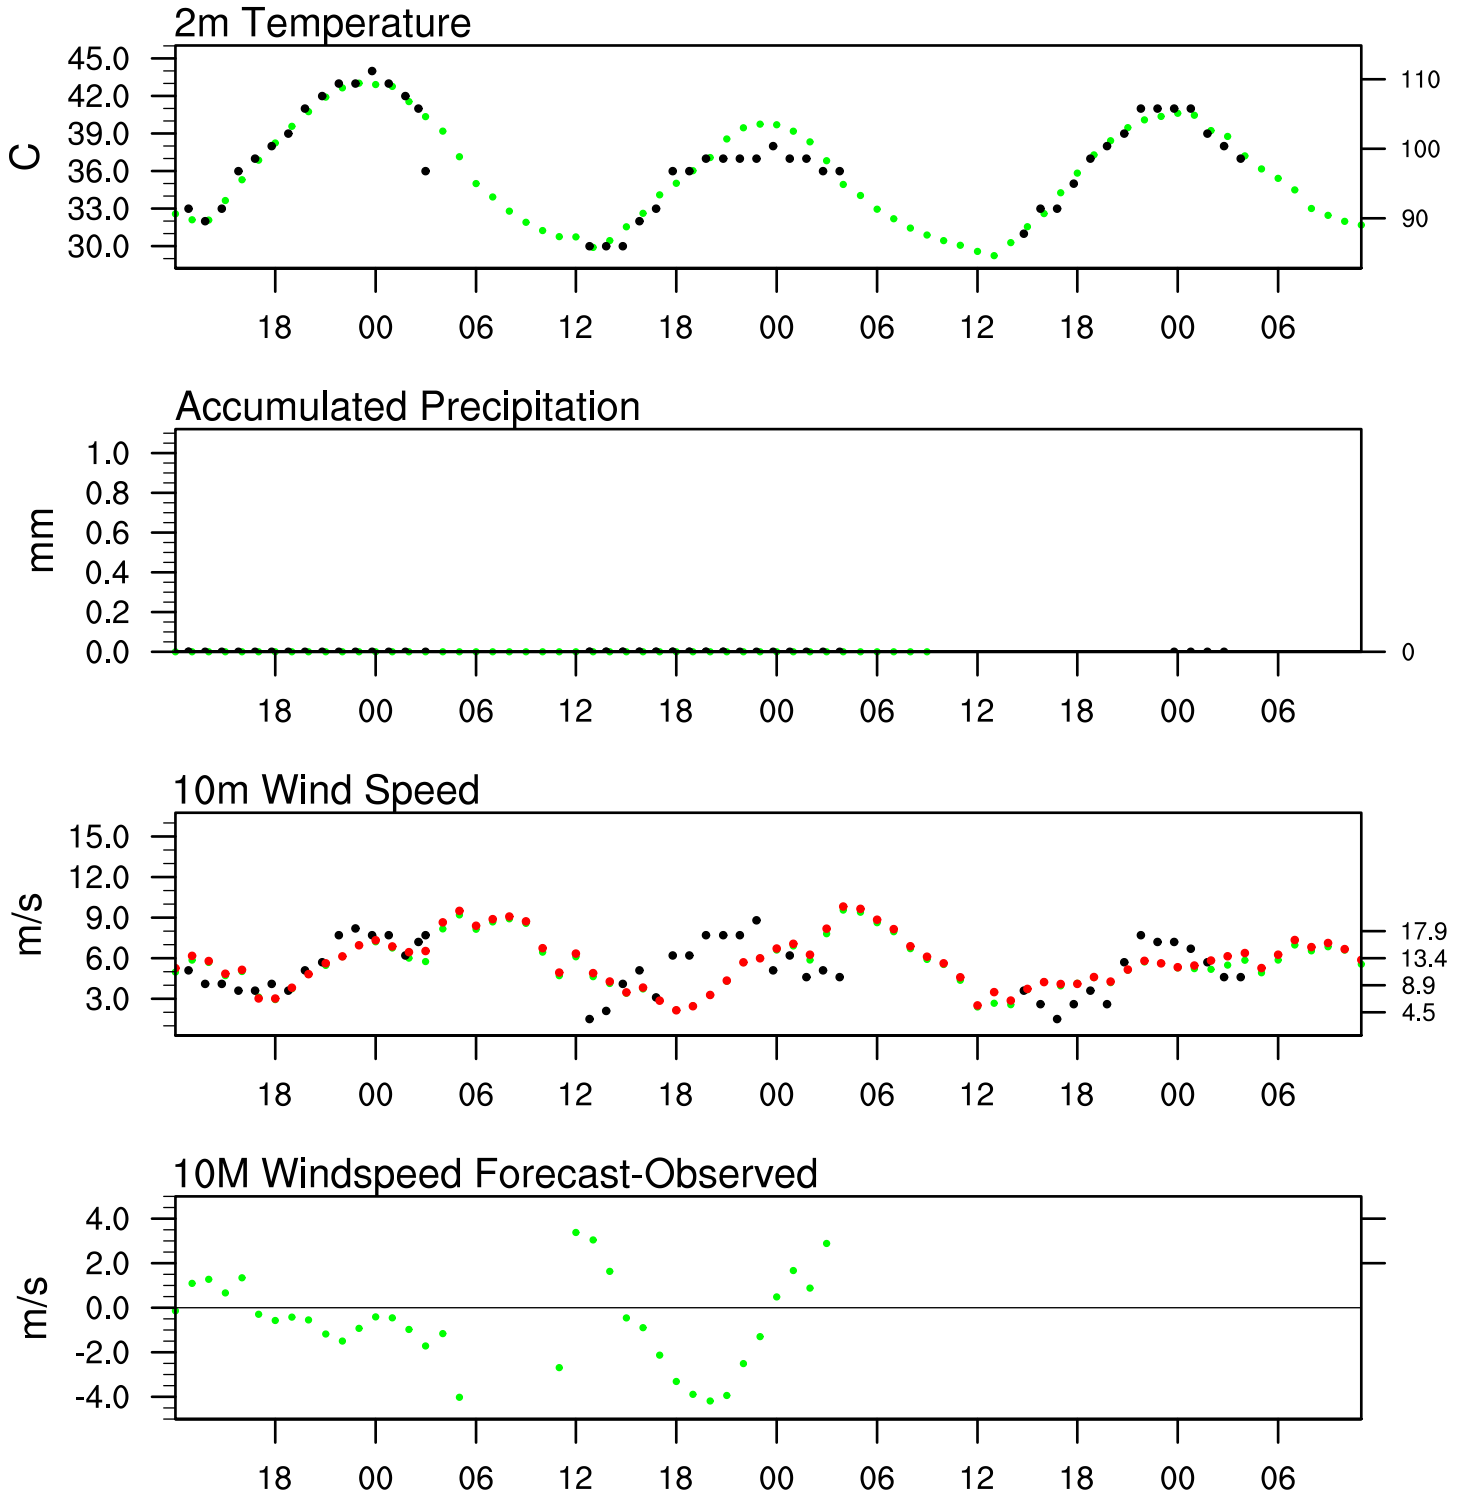 2m Temperature
45.0
42.0
39.0
36.0
33.0
30.0
C
110
100
90
18 00 06 12 18 00 06 12 18 00 06
Accumulated Precipitation
1.0
0.8
0.6
0.4
0.2
0.0
mm
0
18 00 06 12 18 00 06 12 18 00 06
10m Wind Speed
15.0
12.0
9.0
6.0
3.0
m/s
17.9
13.4
8.9
4.5
18 00 06 12 18 00 06 12 18 00 06
10M Windspeed Forecast-Observed
4.0
2.0
0.0
-2.0
-4.0
m/s
18 00 06 12 18 00 06 12 18 00 06